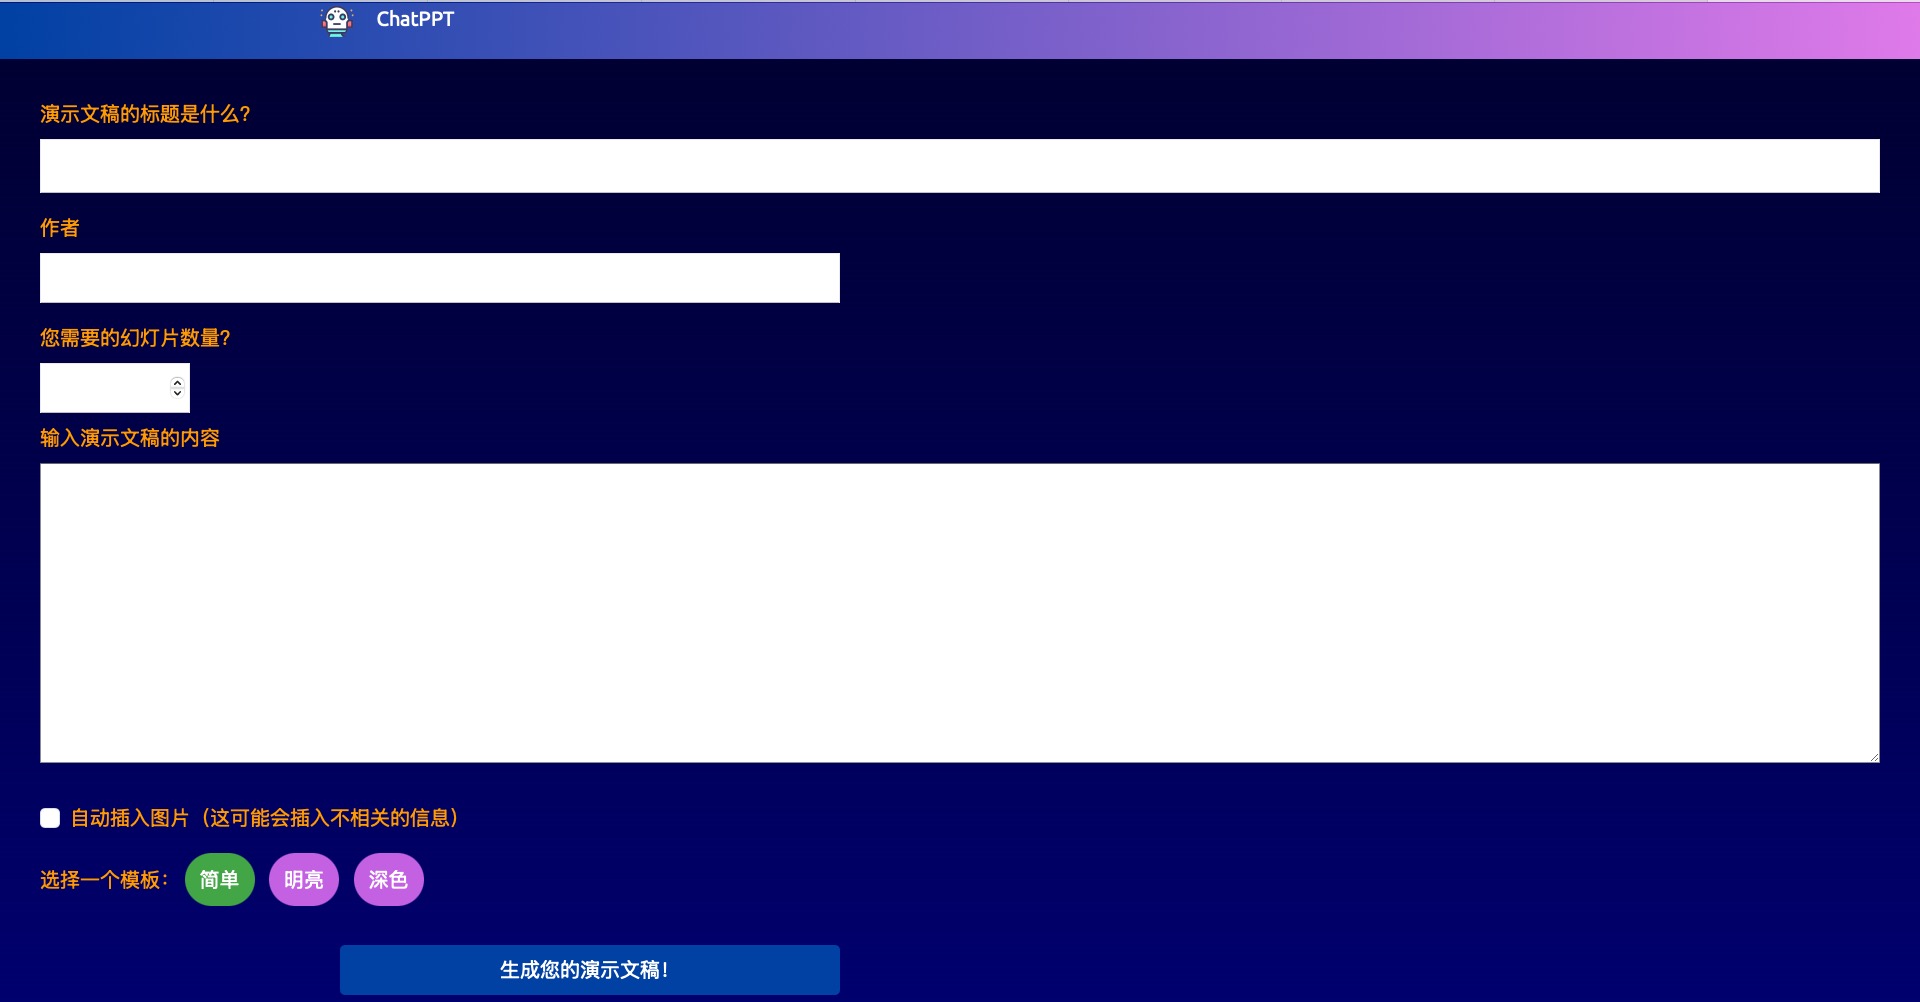 ChatPPT
演示文稿的标题是什么?
作者
您需要的幻灯片数量?
输入演示文稿的内容
自动插入图片（这可能会插入不相关的信息）
选择一个模板： 简单 明亮 深色
生成您的演示文稿！